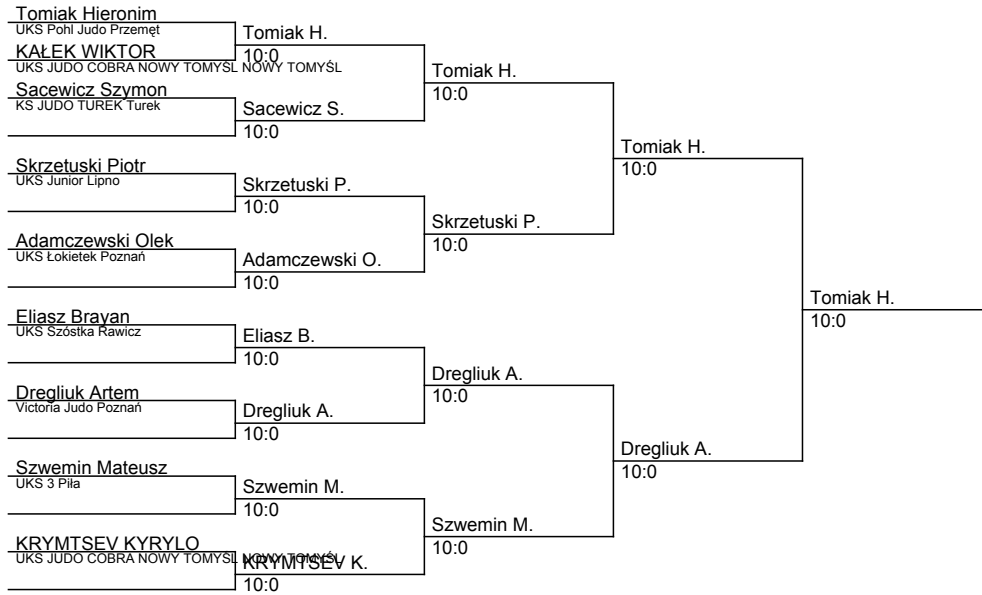 Tomiak Hieronim
UKS Pohl Judo Przemęt
KAŁEK WIKTOR
UKS JUDO COBRA NOWY TOMYŚL NOWY TOMYŚL
Sacewicz Szymon
KS JUDO TUREK Turek
Skrzetuski Piotr
UKS Junior Lipno
Adamczewski Olek
UKS Łokietek Poznań
Eliasz Brayan
UKS Szóstka Rawicz
Dregliuk Artem
Victoria Judo Poznań
Szwemin Mateusz
UKS 3 Piła
KRYMTSEV KYRYLO
UKS JUDO COBRA NOWY TOMYŚL NOWY TOMYŚL
Tomiak H.
10:0
Sacewicz S.
10:0
Skrzetuski P.
10:0
Adamczewski O.
10:0
Eliasz B.
10:0
Dregliuk A.
10:0
Szwemin M.
10:0
KRYMTSEV K.
10:0
Tomiak H.
10:0
Skrzetuski P.
10:0
Dregliuk A.
10:0
Szwemin M.
10:0
Tomiak H.
10:0
Dregliuk A.
10:0
Tomiak H.
10:0